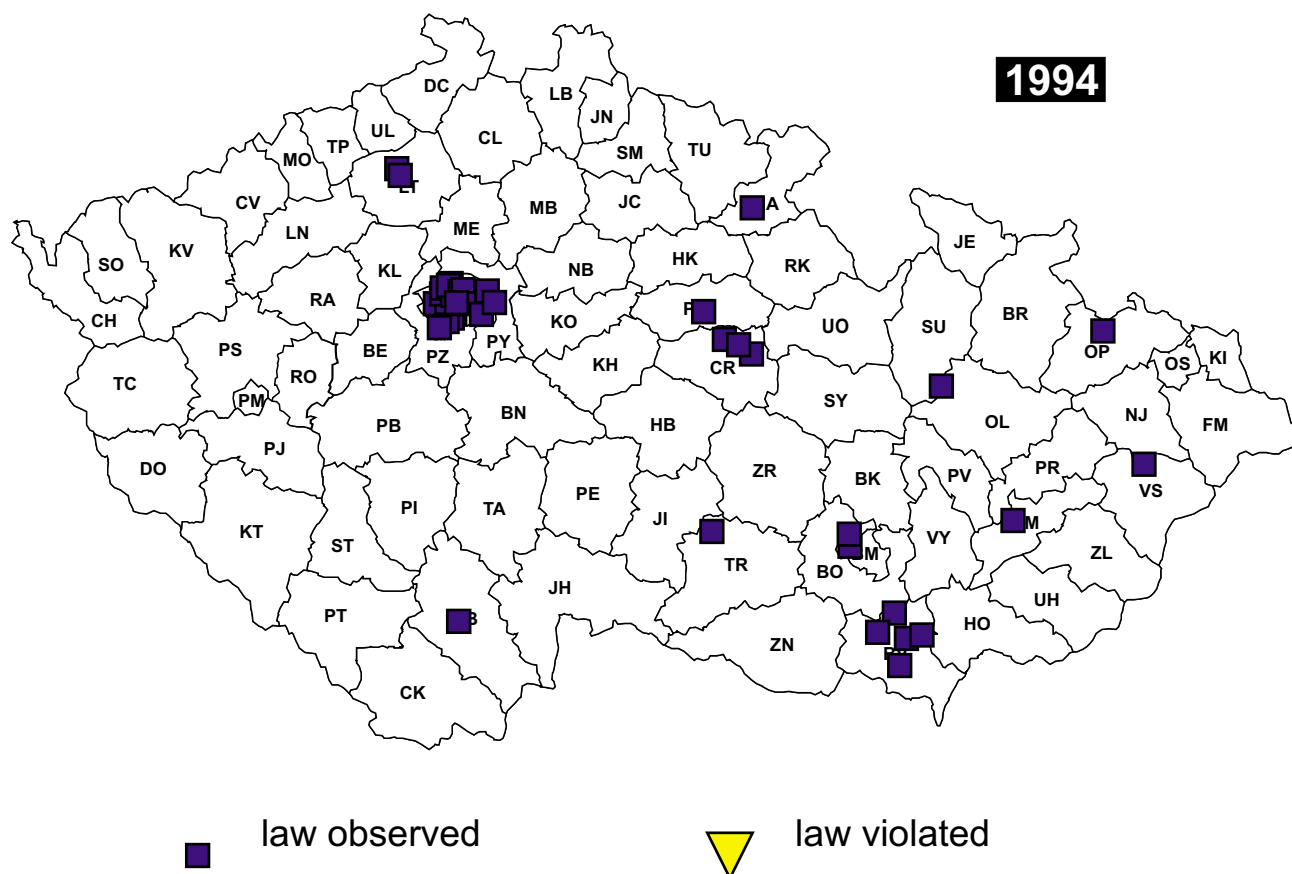 1994
DC
LB
JN
UL
CL
TP
MO
SM
TU
CV
MB
JC
ME
LN
KV
SO
JE
KL
NB
HK
RK
RA
CH
KO
UO
SU
BR
PS
BE
PZ
PY
OP
OS
KI
TC
RO
KH
CR
PM
BN
SY
PB
HB
OL
NJ
FM
PJ
DO
ZR
BK
PV
PR
VS
PE
PI
TA
JI
KT
ST
VY
ZL
TR
BO
JH
UH
PT
HO
ZN
CK
law observed
law violated